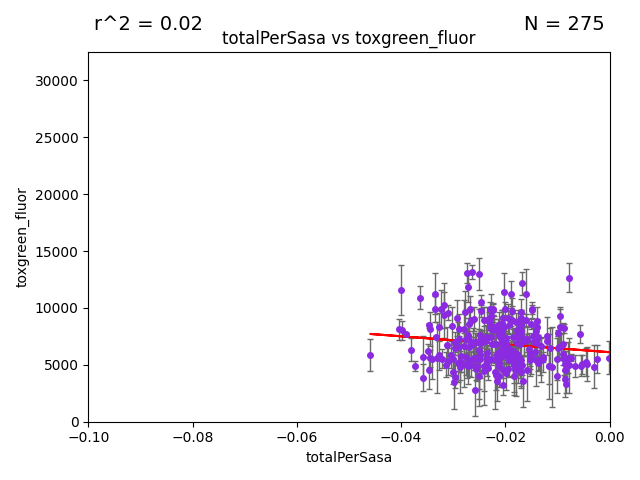 r^2 = 0.02
N = 275
totalPerSasa vs toxgreen_fluor
30000
25000
20000
15000
10000
5000
0
toxgreen_fluor
−0.10
−0.08
−0.06
−0.04
−0.02
0.00
totalPerSasa